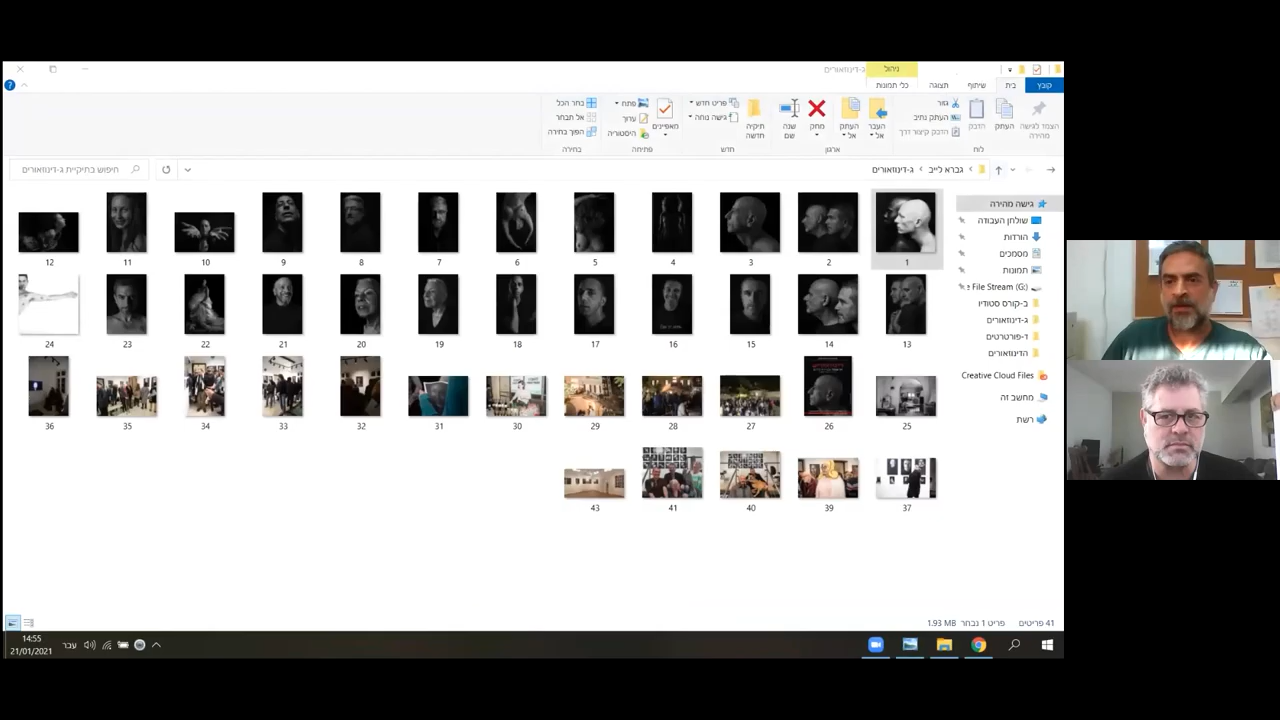 ג-דינוזאורים
ניהול
קובץ
בית
שיתוף
תצוגה
כלי תמונות
הצמד לגישה מהירה
העתק
הדבק
גזור
העתק נתיב
הדבק קיצור דרך
לוח
העבר אל
העתק אל
מחק
שנה שם
ארגון
תיקיה חדשה
פריט חדש
גישה נוחה
חדש
מאפיינים
פתח
ערוך
היסטוריה
פתיחה
בחר הכל
אל תבחר
הפוך בחירה
בחירה
גברא לייב
ג-דינוזאורים
חיפוש בתיקיית ג-דינוזאורים
גישה מהירה
שולחן העבודה
הורדות
מסמכים
תמונות
File Stream (G:)
ב-קורס סטודיו
ג-דינוזאורים
ד-פורטרטים
הדינוזאורים
Creative Cloud Files
מחשב זה
רשת
1
2
3
4
5
6
7
8
9
10
11
12
13
14
15
16
17
18
19
20
21
22
23
24
25
26
27
28
29
30
31
32
33
34
35
36
37
39
40
41
43
41 פריטים
פריט 1 נבחר
1.93 MB
עבר
14:55
21/01/2021